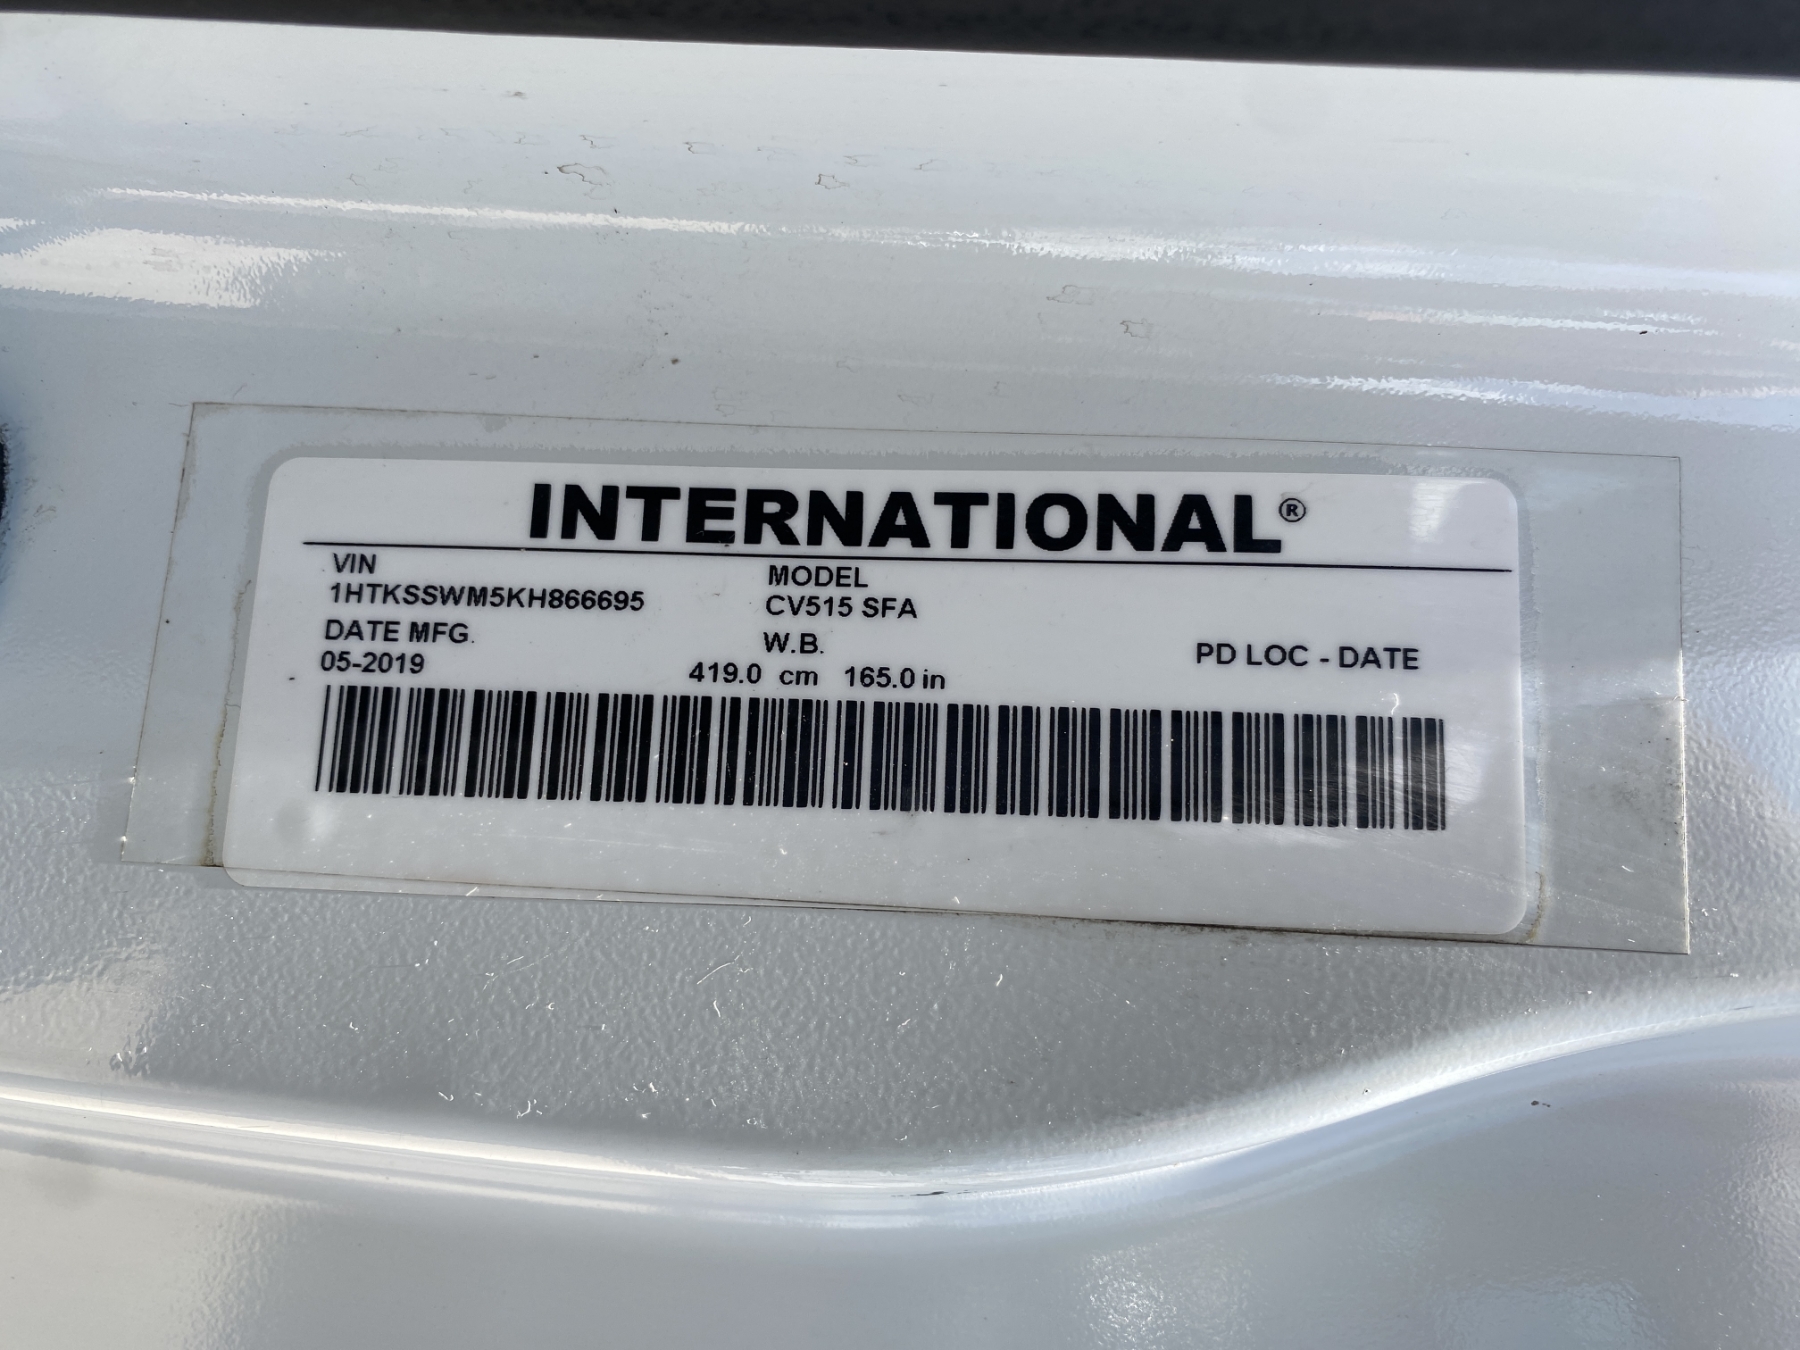 INTERNATIONAL®
VIN
1HTKSSWM5KH866695
MODEL
CV515 SFA
DATE MFG.
05-2019
W.B.
419.0 cm 165.0 in
PD LOC - DATE